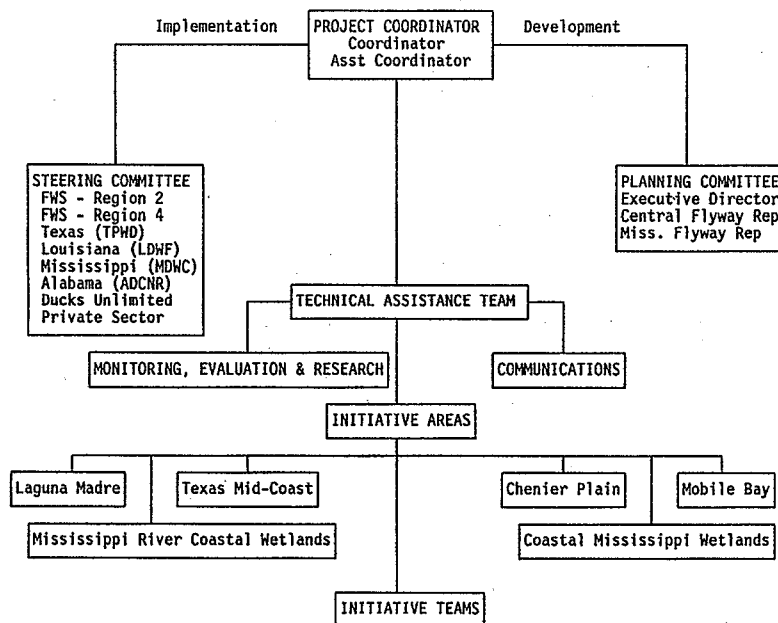 Implementation
PROJECT COORDINATOR
Coordinator
Asst Coordinator
Development
STEERING COMMITTEE
FWS - Region 2
FWS - Region 4
Texas (TPWD)
Louisiana (LDWF)
Mississippi (MDWC)
Alabama (ADCNR)
Ducks Unlimited
Private Sector
PLANNING COMMITTEE
Executive Director
Central Flyway Rep
Miss. Flyway Rep
TECHNICAL ASSISTANCE TEAM
MONITORING, EVALUATION & RESEARCH
COMMUNICATIONS
INITIATIVE AREAS
Laguna Madre
Texas Mid-Coast
Chenier Plain
Mobile Bay
Mississippi River Coastal Wetlands
Coastal Mississippi Wetlands
INITIATIVE TEAMS